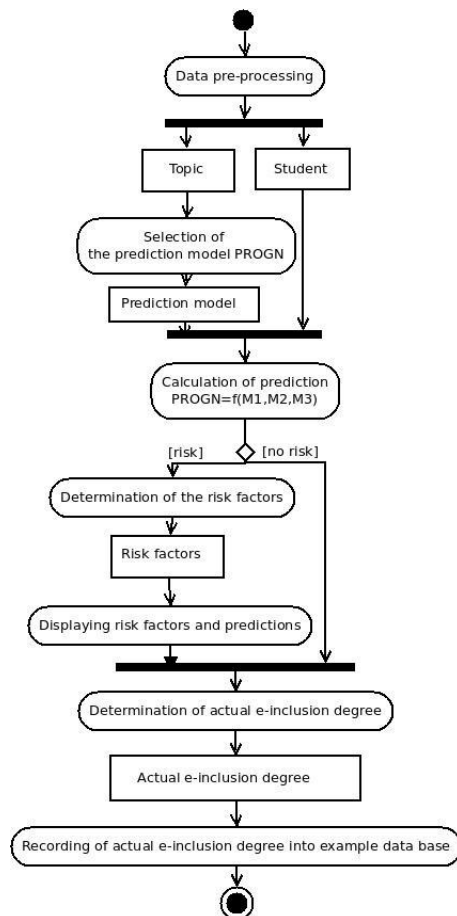 Data pre-processing
Topic
Student
Selection of
the prediction model PROGN
Prediction model
Calculation of prediction
PROGN=f(M1,M2,M3)
[risk]
[no risk]
Determination of the risk factors
Risk factors
Displaying risk factors and predictions
Determination of actual e-inclusion degree
Actual e-inclusion degree
Recording of actual e-inclusion degree into example data base